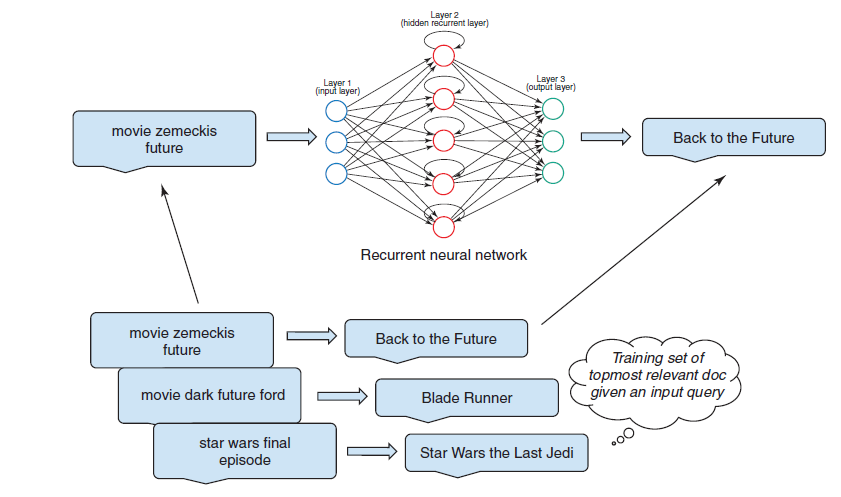 Layer 2
(hidden recurrent layer)
Layer 1
(input layer)
Layer 3
(output layer)
movie zemeckis
future
Back to the Future
Recurrent neural network
movie zemeckis
future
Back to the Future
movie dark future ford
Blade Runner
star wars final
episode
Star Wars the Last Jedi
Training set of
topmost relevant doc
given an input query